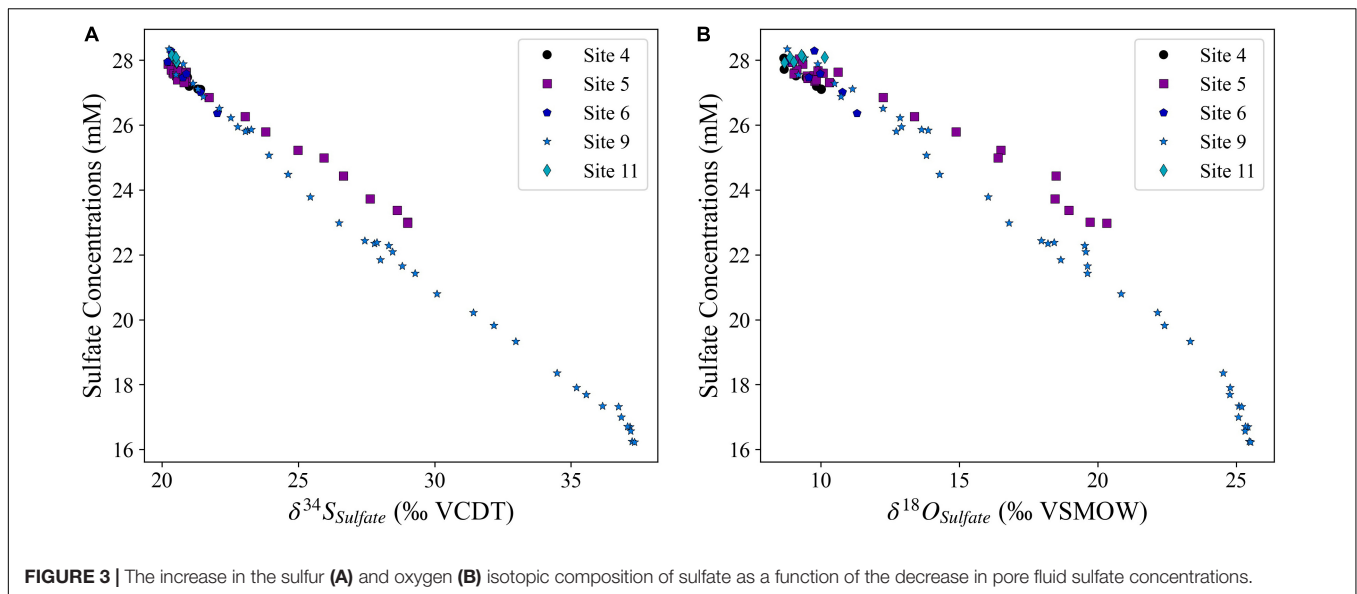 A
Sulfate Concentrations (mM)
28
26
24
22
20
18
16
20
25
30
35
δ³⁴S_Sulfate (‰ VCDT)
Site 4
Site 5
Site 6
Site 9
Site 11
B
Sulfate Concentrations (mM)
28
26
24
22
20
18
16
10
15
20
25
δ¹⁸O_Sulfate (‰ VSMOW)
Site 4
Site 5
Site 6
Site 9
Site 11
FIGURE 3 | The increase in the sulfur (A) and oxygen (B) isotopic composition of sulfate as a function of the decrease in pore fluid sulfate concentrations.